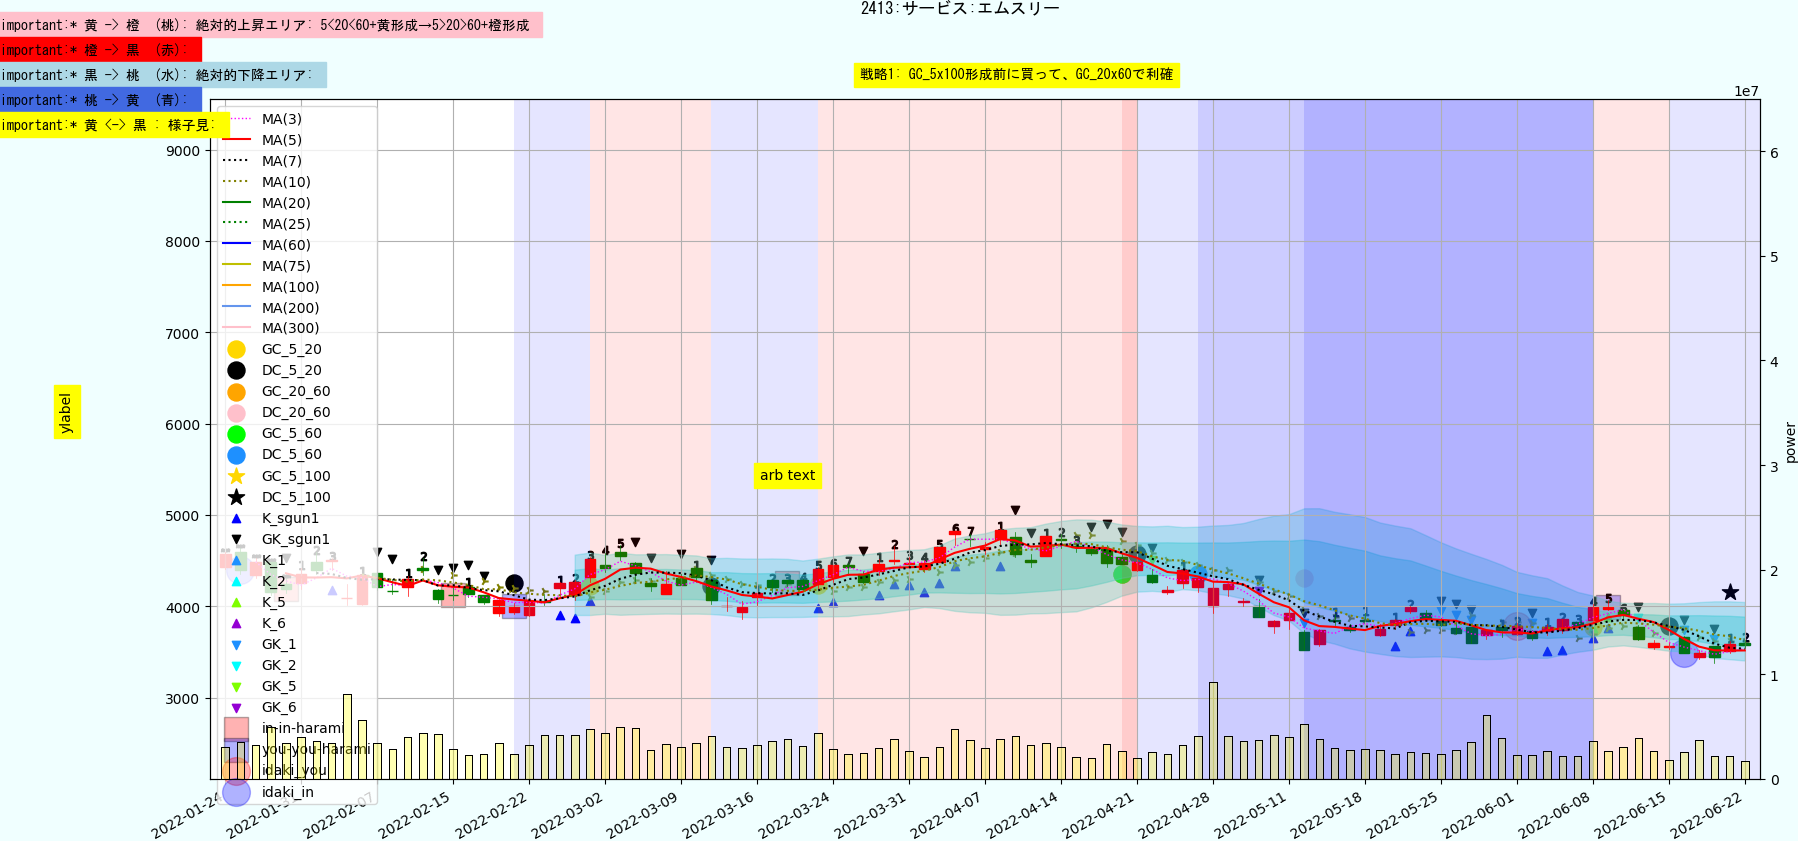 2413:サービス:エムスリー
important:* 黄 -> 橙 (桃): 絶対的上昇エリア: 5<20<60+黄形成→5>20>60+橙形成
important:* 橙 -> 黒 (赤):
important:* 黒 -> 桃 (水): 絶対的下降エリア:
戦略1: GC_5x100形成前に買って、GC_20x60で利確
important:* 桃 -> 黄 (青):
important:* 黄 <-> 黒 : 様子見:
1e7
MA(3)
MA(5)
MA(7)
MA(10)
MA(20)
MA(25)
MA(60)
MA(75)
MA(100)
MA(200)
MA(300)
GC_5_20
DC_5_20
GC_20_60
DC_20_60
GC_5_60
DC_5_60
GC_5_100
DC_5_100
K_sgun1
GK_sgun1
K_1
K_2
K_5
K_6
GK_1
GK_2
GK_5
GK_6
in-in-harami
you-you-harami
idaki_you
idaki_in
9000
8000
7000
6000
5000
4000
3000
ylabel
arb text
6
5
4
3
2
1
0
power
2022-01-24
2022-01-31
2022-02-07
2022-02-15
2022-02-22
2022-03-02
2022-03-09
2022-03-16
2022-03-24
2022-03-31
2022-04-07
2022-04-14
2022-04-21
2022-04-28
2022-05-11
2022-05-18
2022-05-25
2022-06-01
2022-06-08
2022-06-15
2022-06-22